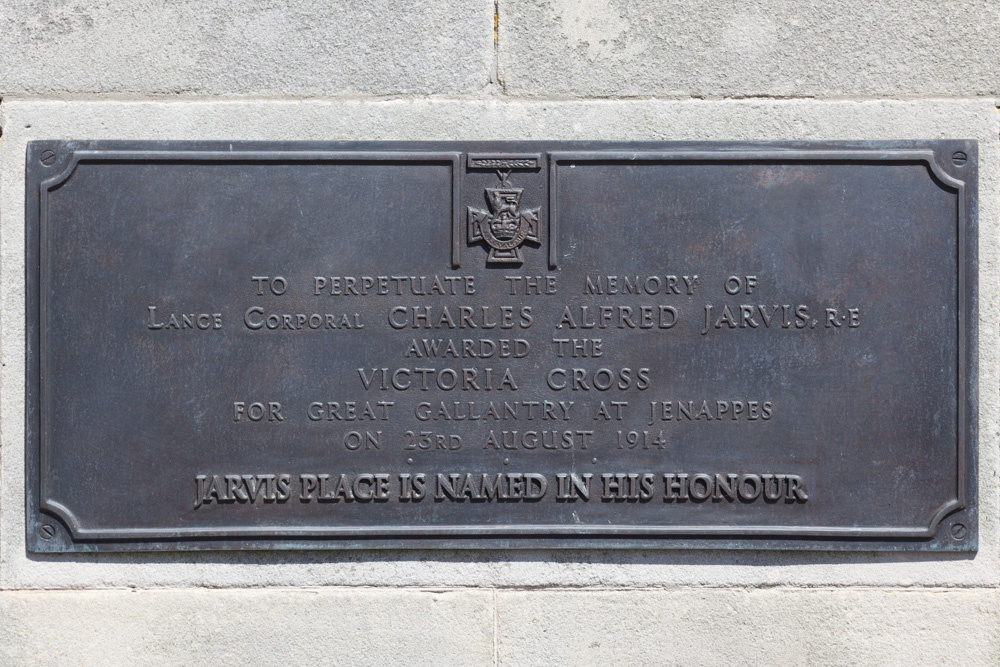 TO PERPETUATE THE MEMORY OF
LANCE CORPORAL CHARLES ALFRED JARVIS. R·E
AWARDED THE
VICTORIA CROSS
FOR GREAT GALLANTRY AT JENAPPES
ON 23RD AUGUST 1914
JARVIS PLACE IS NAMED IN HIS HONOUR